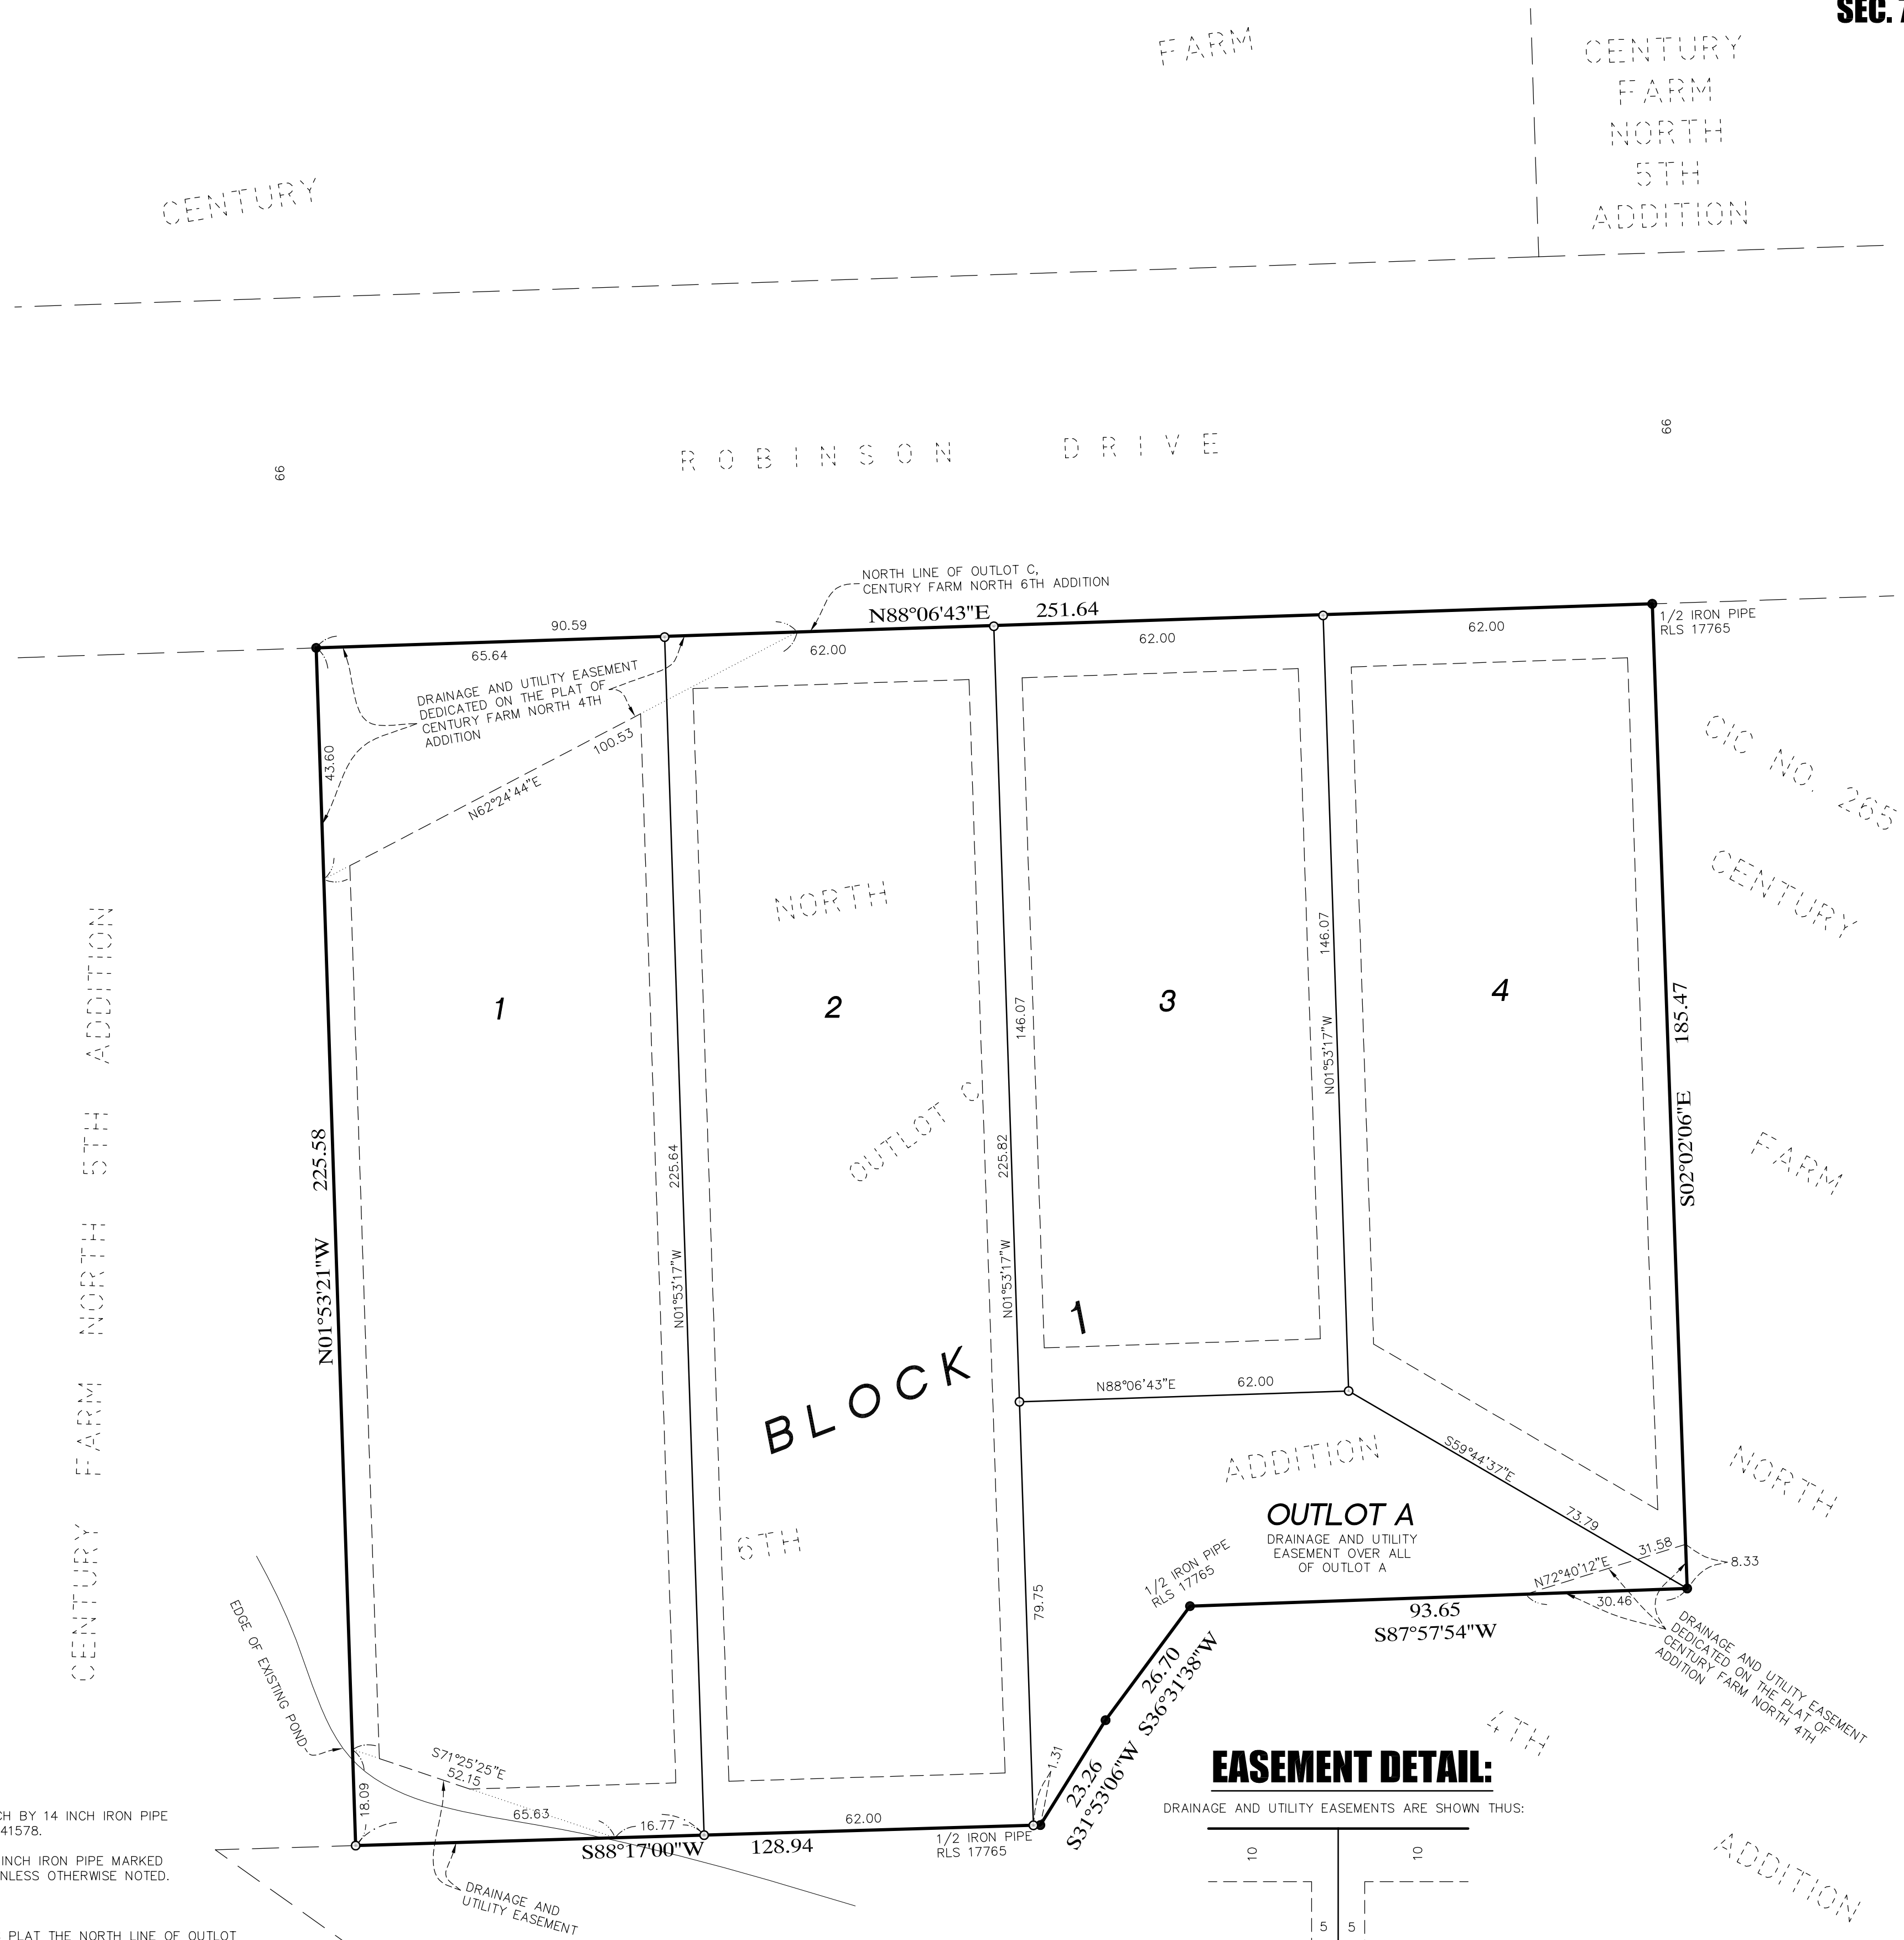 SEC. 7
FARM
CENTURY
FARM
NORTH
5TH
ADDITION
CENTURY
66
ROBINSON DRIVE
66
NORTH LINE OF OUTLOT C,
CENTURY FARM NORTH 6TH ADDITION
N88°06'43"E 251.64
90.59
65.64
62.00
62.00
62.00
1/2 IRON PIPE
RLS 17765
DRAINAGE AND UTILITY EASEMENT
DEDICATED ON THE PLAT OF
CENTURY FARM NORTH 4TH
ADDITION
43.60
100.53
N62°24'44"E
CIC NO. 265
CENTURY
FARM
NORTH
4TH
ADDITION
CENTURY FARM NORTH 5TH ADDITION
NORTH
1
2
3
4
146.07
146.07
N01°53'17"W
185.47
S02°02'06"E
OUTLOT C
225.58
N01°53'21"W
225.64
N01°53'17"W
225.82
N01°53'17"W
BLOCK 1
N88°06'43"E 62.00
ADDITION
S59°44'37"E
73.79
OUTLOT A
DRAINAGE AND UTILITY
EASEMENT OVER ALL
OF OUTLOT A
6TH
1/2 IRON PIPE
RLS 17765
79.75
N72°40'12"E
31.58
8.33
30.46
93.65
S87°57'54"W
DRAINAGE AND UTILITY EASEMENT
DEDICATED ON THE PLAT OF
CENTURY FARM NORTH 4TH
ADDITION
26.70
S36°31'38"W
23.26
S31°53'06"W
1.31
EDGE OF EXISTING POND
S71°25'25"E
52.15
18.09
65.63
16.77
62.00
S88°17'00"W 128.94
1/2 IRON PIPE
RLS 17765
DRAINAGE AND
UTILITY EASEMENT
CH BY 14 INCH IRON PIPE
41578.
INCH IRON PIPE MARKED
NLESS OTHERWISE NOTED.
PLAT THE NORTH LINE OF OUTLOT
EASEMENT DETAIL:
DRAINAGE AND UTILITY EASEMENTS ARE SHOWN THUS:
10
10
5
5